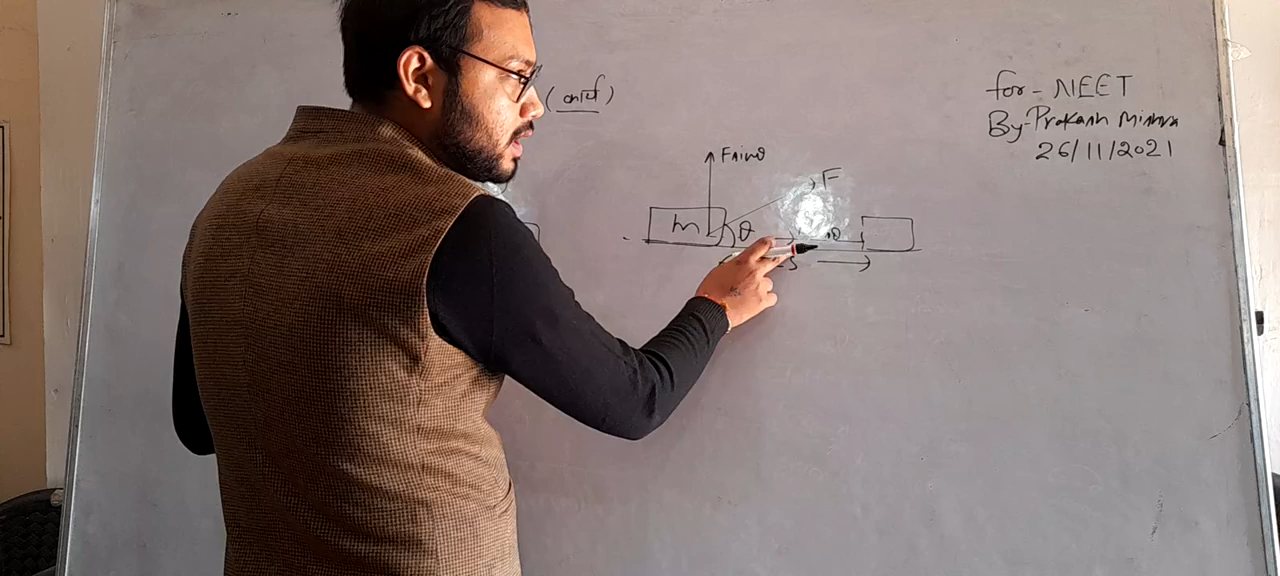 (कार्य)
for - NEET
By- Prakash Mishra
26/11/2021
F sinθ
F
m
θ
S